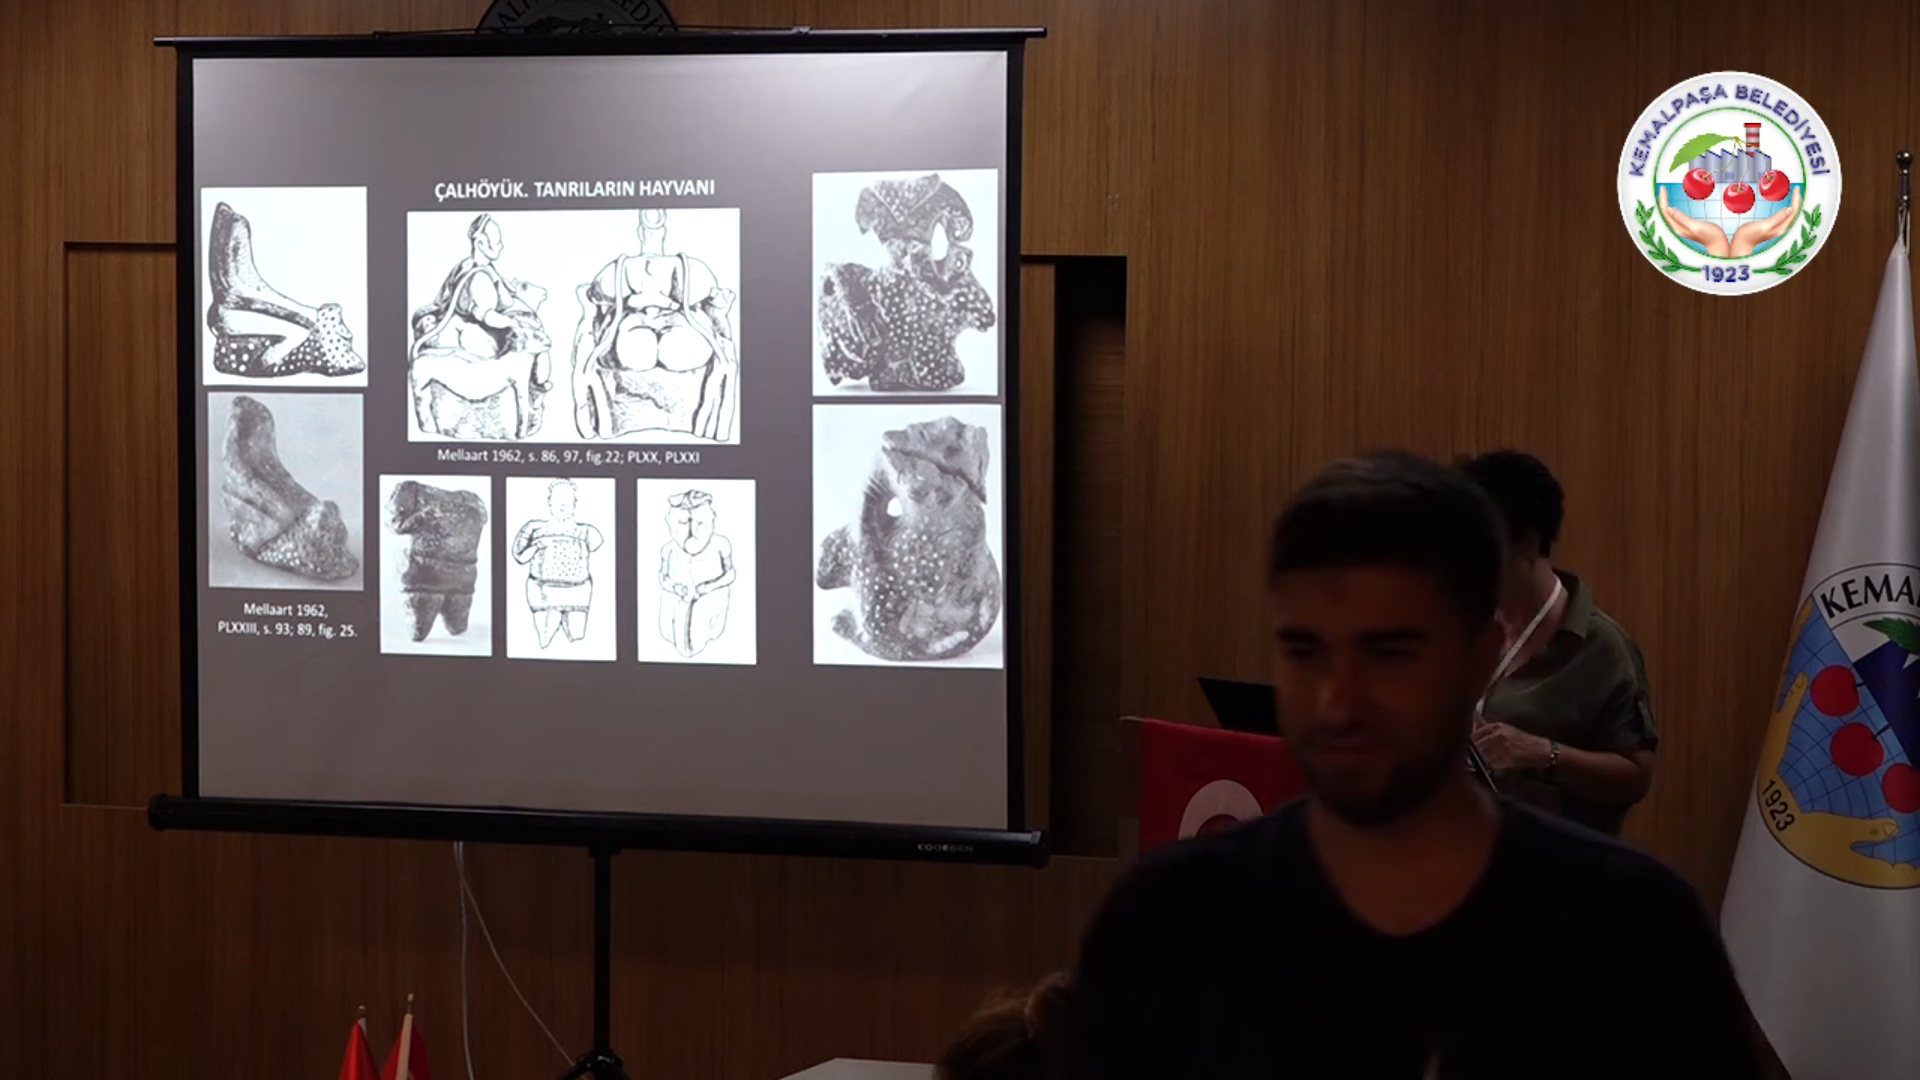 ÇALHÖYÜK. TANRILARIN HAYVANI
Mellaart 1962, s. 86, 97, fig.22; PLXX, PLXXI
Mellaart 1962,
PLXXIII, s. 93; 89, fig. 25.
CODEGEN
KEMALPAŞA BELEDİYESİ
1923
KEMA
1923